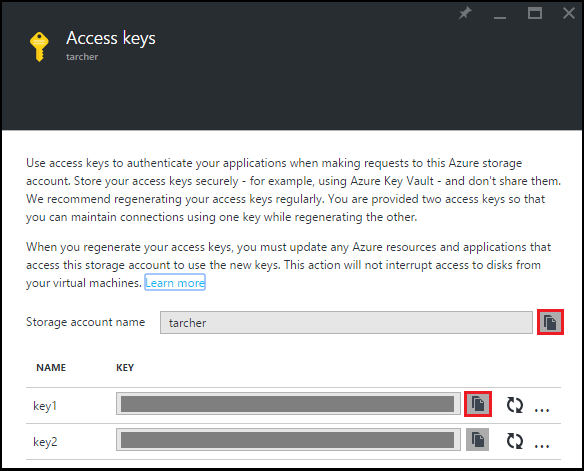 Access keys
tarcher
Use access keys to authenticate your applications when making requests to this Azure storage
account. Store your access keys securely - for example, using Azure Key Vault - and don't share them.
We recommend regenerating your access keys regularly. You are provided two access keys so that
you can maintain connections using one key while regenerating the other.
When you regenerate your access keys, you must update any Azure resources and applications that
access this storage account to use the new keys. This action will not interrupt access to disks from
your virtual machines. Learn more
Storage account name tarcher
NAME KEY
key1 ...
key2 ...